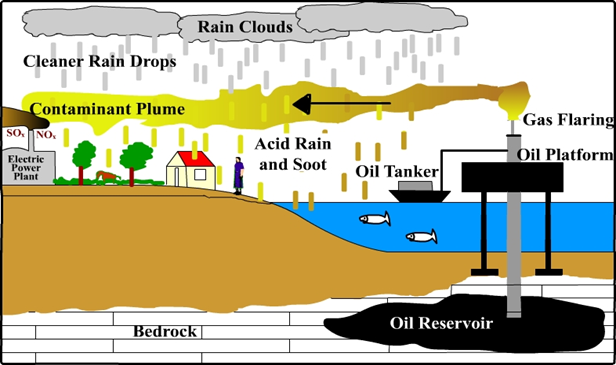 Rain Clouds
Cleaner Rain Drops
Contaminant Plume
Gas Flaring
SOx
NOx
Acid Rain
and Soot
Electric
Power
Plant
Oil Tanker
Oil Platform
Oil Reservoir
Bedrock